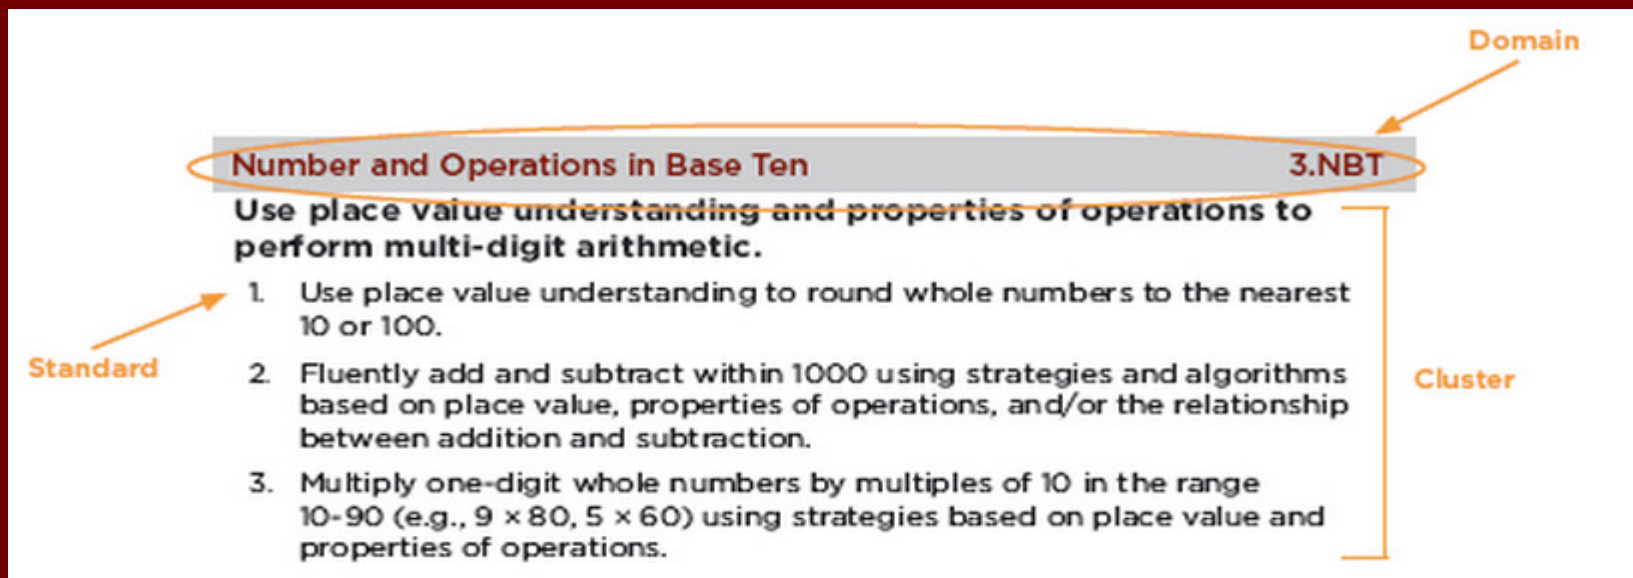 Domain
Number and Operations in Base Ten 3.NBT
Use place value understanding and properties of operations to
perform multi-digit arithmetic.
1. Use place value understanding to round whole numbers to the nearest
10 or 100.
Standard
2. Fluently add and subtract within 1000 using strategies and algorithms
based on place value, properties of operations, and/or the relationship
between addition and subtraction.
Cluster
3. Multiply one-digit whole numbers by multiples of 10 in the range
10-90 (e.g., 9 × 80, 5 × 60) using strategies based on place value and
properties of operations.